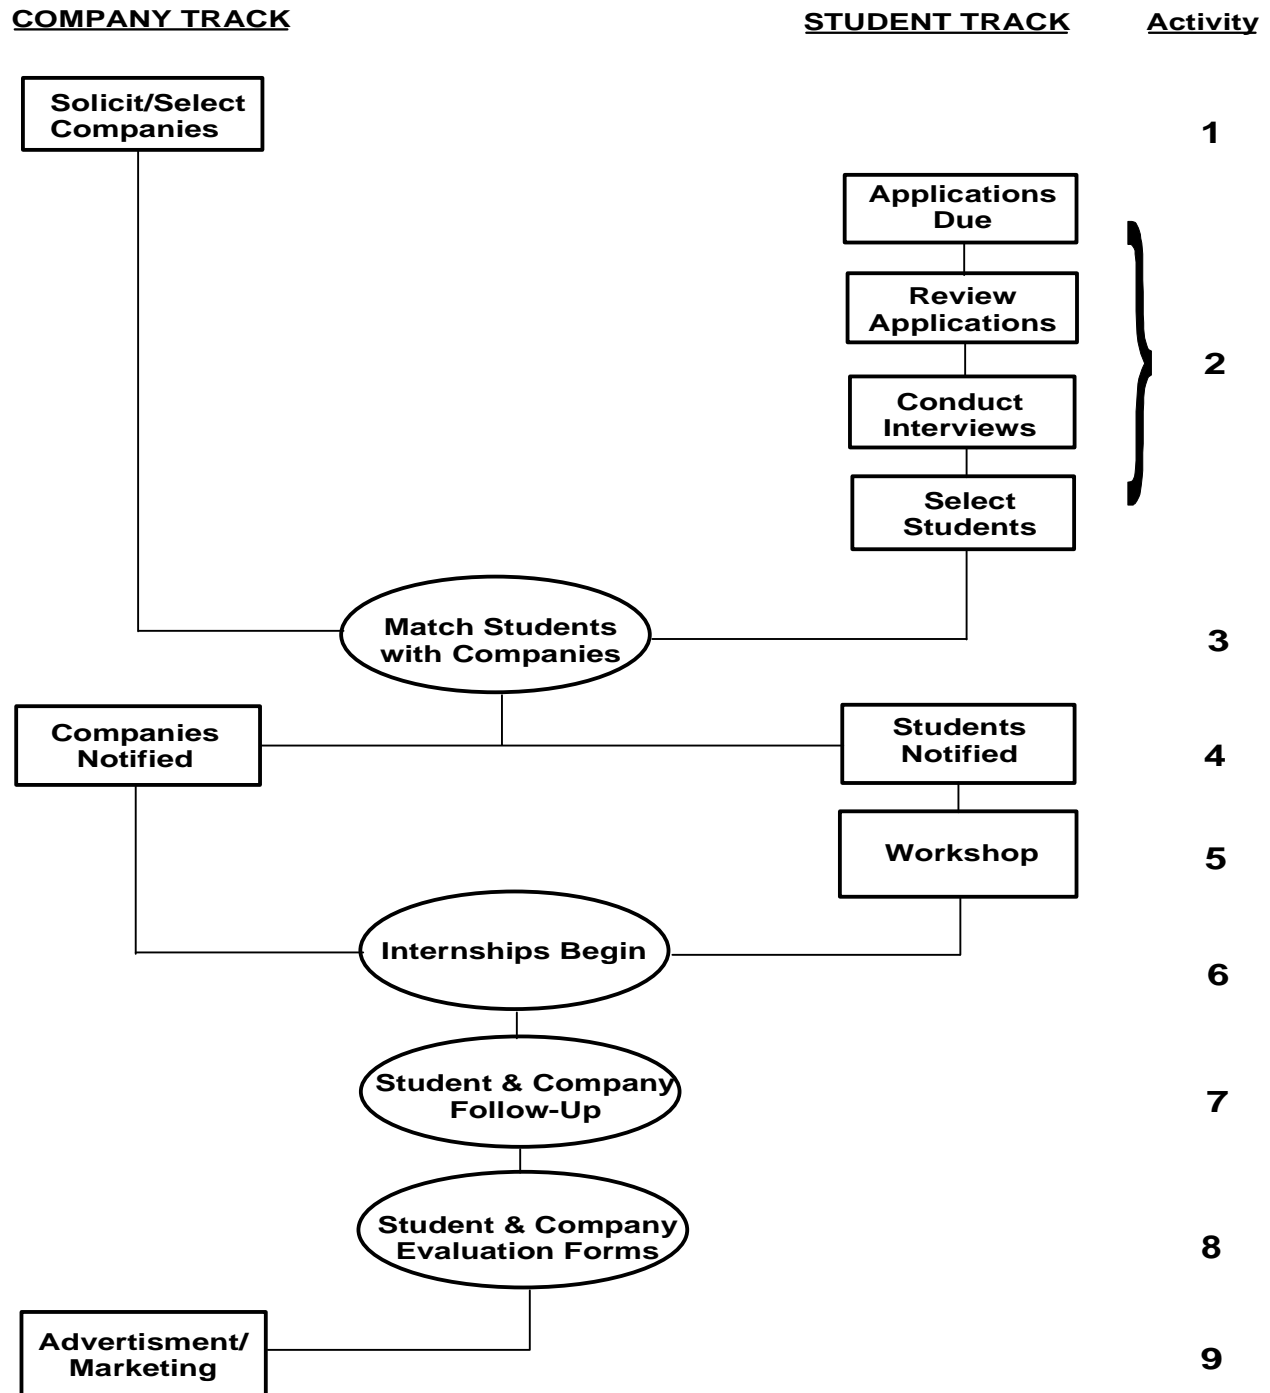 COMPANY TRACK
STUDENT TRACK
Activity
Solicit/Select
Companies
1
Applications
Due
Review
Applications
2
Conduct
Interviews
Select
Students
Match Students
with Companies
3
Companies
Notified
Students
Notified
4
Workshop
5
Internships Begin
6
Student & Company
Follow-Up
7
Student & Company
Evaluation Forms
8
Advertisment/
Marketing
9